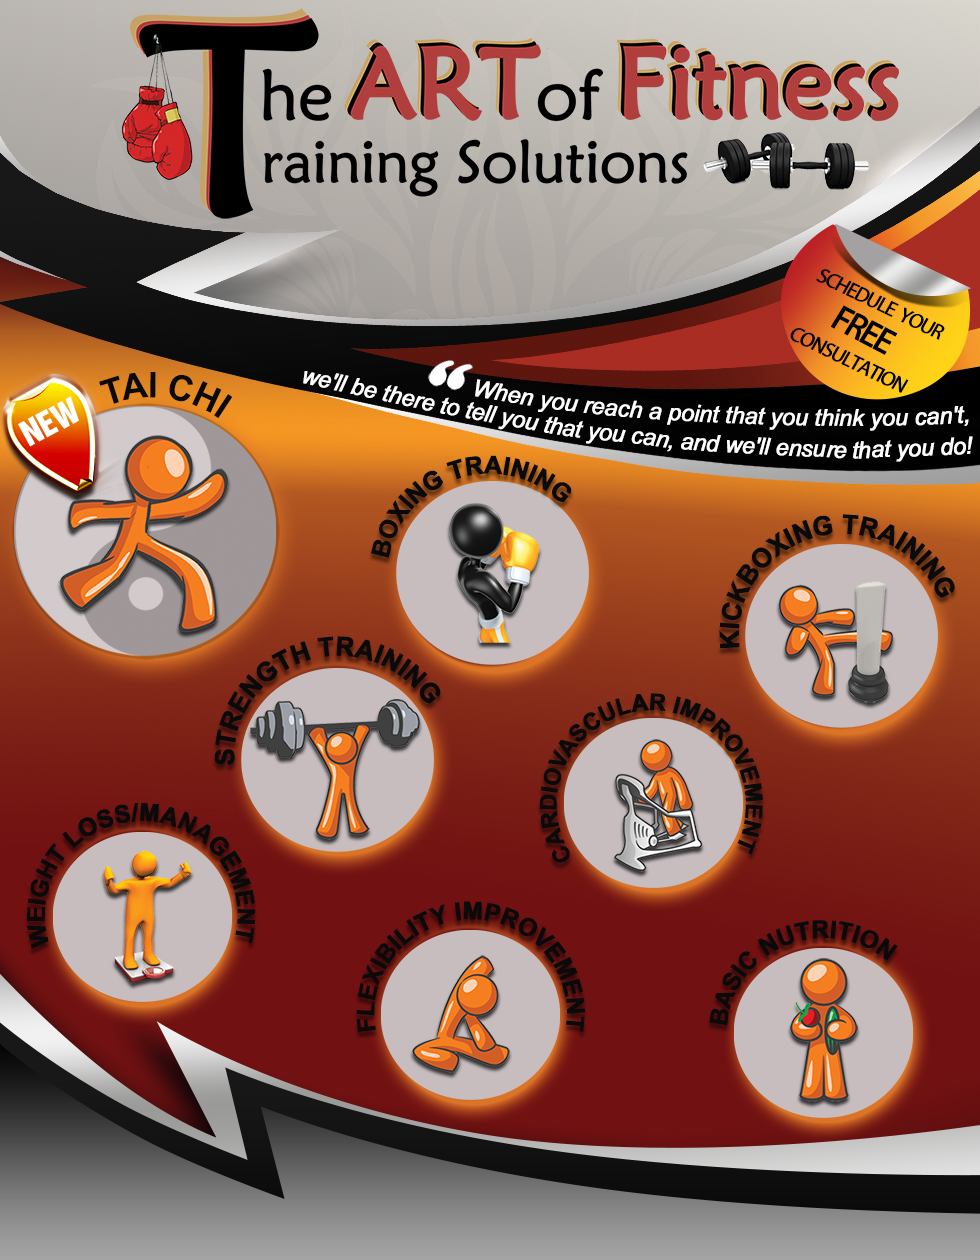 The ART of Fitness
Training Solutions
SCHEDULE YOUR
FREE
CONSULTATION
“ When you reach a point that you think you can't,
we'll be there to tell you that you can, and we'll ensure that you do!
NEW
TAI CHI
BOXING TRAINING
KICKBOXING TRAINING
STRENGTH TRAINING
CARDIOVASCULAR IMPROVEMENT
WEIGHT LOSS/MANAGEMENT
FLEXIBILITY IMPROVEMENT
BASIC NUTRITION